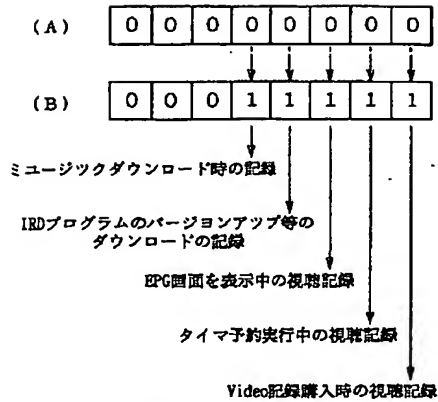 (A) 0 0 0 0 0 0 0 0
(B) 0 0 0 1 1 1 1 1
ミュージックダウンロード時の記録
IRDプログラムのバージョンアップ等の
ダウンロードの記録
EPG画面を表示中の視聴記録
タイマ予約実行中の視聴記録
Video記録購入時の視聴記録